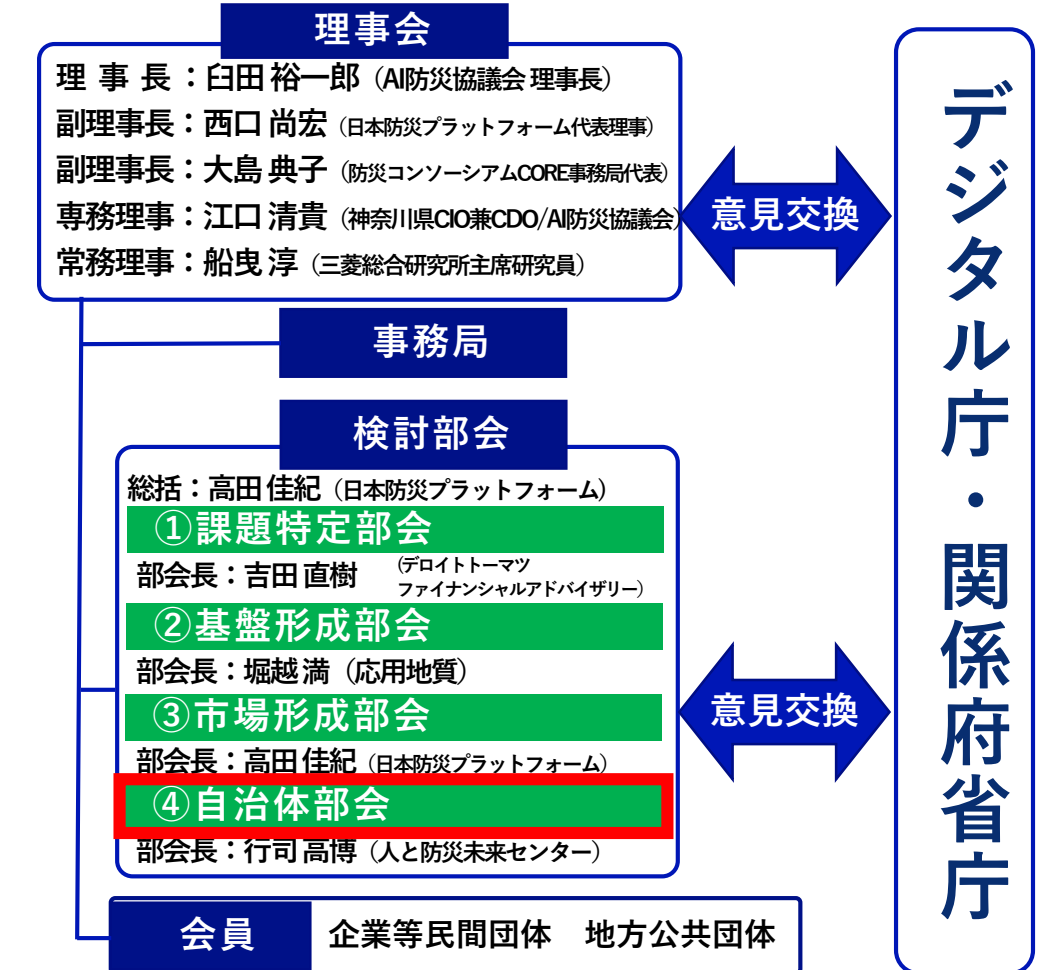 理事会
理 事 長 ：臼田 裕一郎（AI防災協議会 理事長）
副理事長：西口 尚宏（日本防災プラットフォーム代表理事）
副理事長：大島 典子（防災コンソーシアムCORE事務局代表）
専務理事：江口 清貴（神奈川県CIO兼CDO/AI防災協議会）
常務理事：船曳 淳（三菱総合研究所主席研究員）
意見交換
デジタル庁・関係府省庁
事務局
検討部会
総括：高田 佳紀（日本防災プラットフォーム）
①課題特定部会
部会長：吉田 直樹
（デロイトトーマツ
ファイナンシャルアドバイザリー）
②基盤形成部会
部会長：堀越 満（応用地質）
③市場形成部会
意見交換
部会長：高田 佳紀（日本防災プラットフォーム）
④自治体部会
部会長：行司 高博（人と防災未来センター）
会員
企業等民間団体　地方公共団体